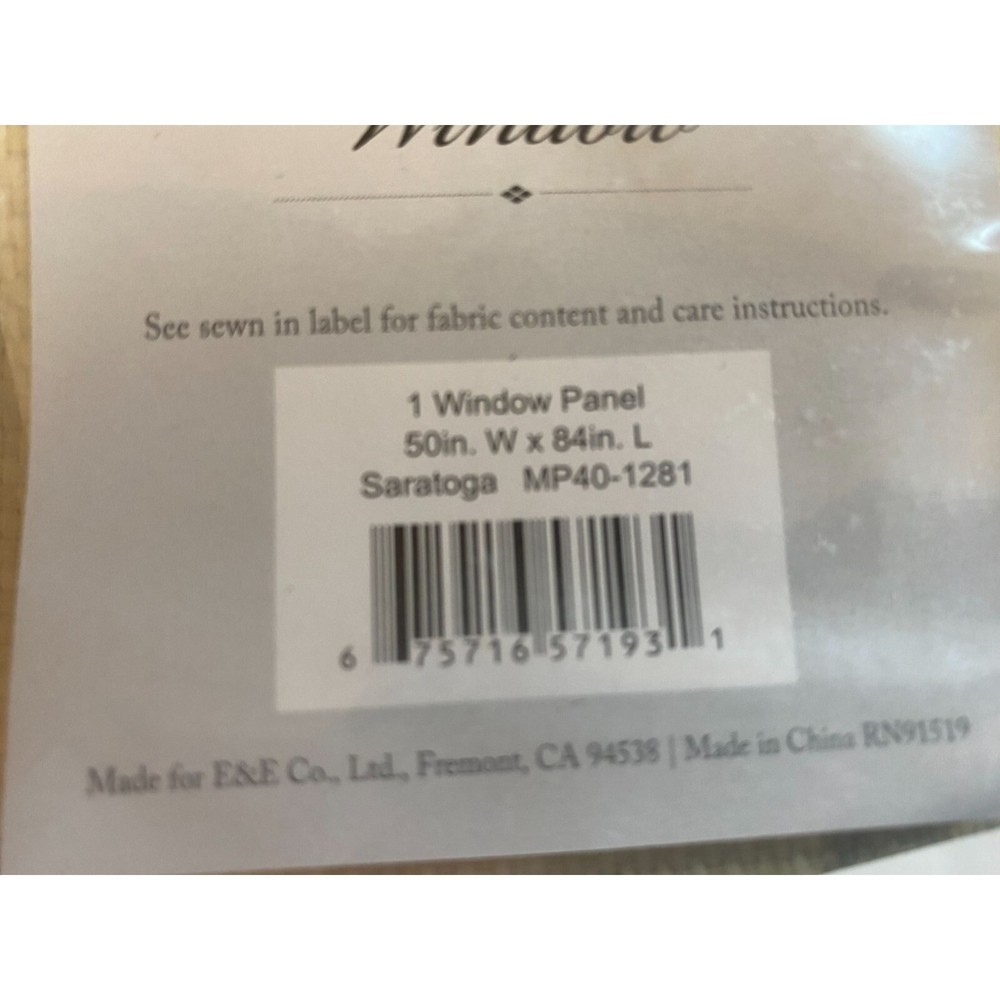 Window
See sewn in label for fabric content and care instructions.
1 Window Panel
50in. W x 84in. L
Saratoga MP40-1281
6 75716 57193 1
Made for E&E Co., Ltd., Fremont, CA 94538 | Made in China RN91519